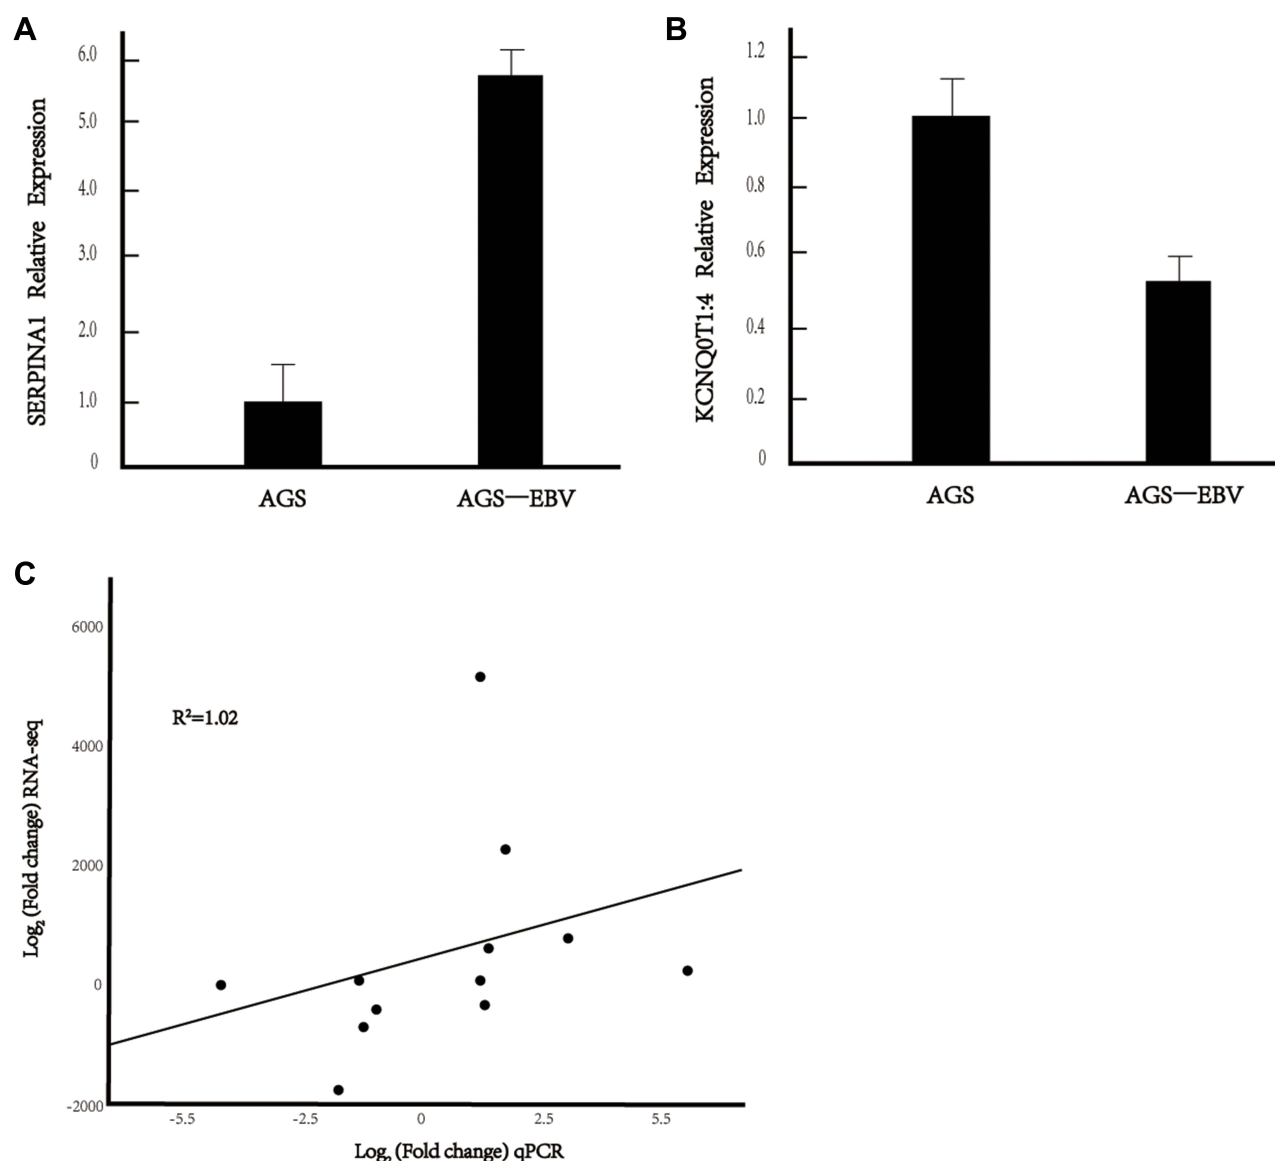 A
SERPINA1 Relative Expression
6.0
5.0
4.0
3.0
2.0
1.0
0
AGS
AGS—EBV
B
KCNQ0T1:4 Relative Expression
1.2
1.0
0.8
0.6
0.4
0.2
0
AGS
AGS—EBV
C
Log₂ (Fold change) RNA-seq
6000
4000
2000
0
-2000
R²=1.02
-5.5
-2.5
0
2.5
5.5
Log₂ (Fold change) qPCR